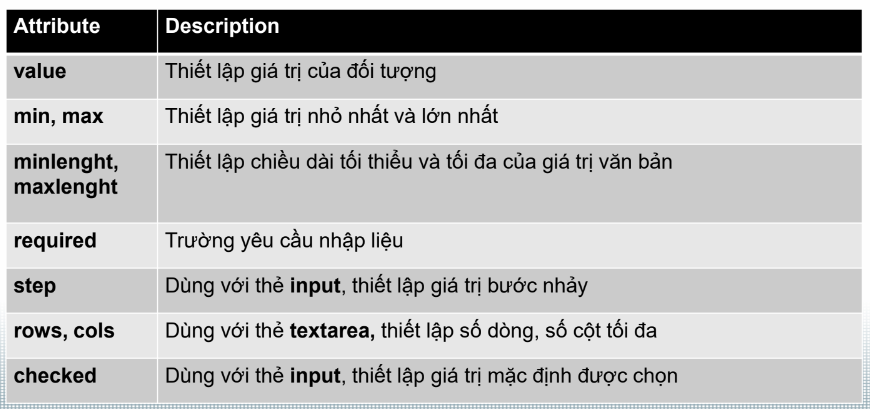 Attribute Description
value Thiết lập giá trị của đối tượng
min, max Thiết lập giá trị nhỏ nhất và lớn nhất
minlenght, Thiết lập chiều dài tối thiểu và tối đa của giá trị văn bản
maxlenght
required Trường yêu cầu nhập liệu
step Dùng với thẻ input, thiết lập giá trị bước nhảy
rows, cols Dùng với thẻ textarea, thiết lập số dòng, số cột tối đa
checked Dùng với thẻ input, thiết lập giá trị mặc định được chọn